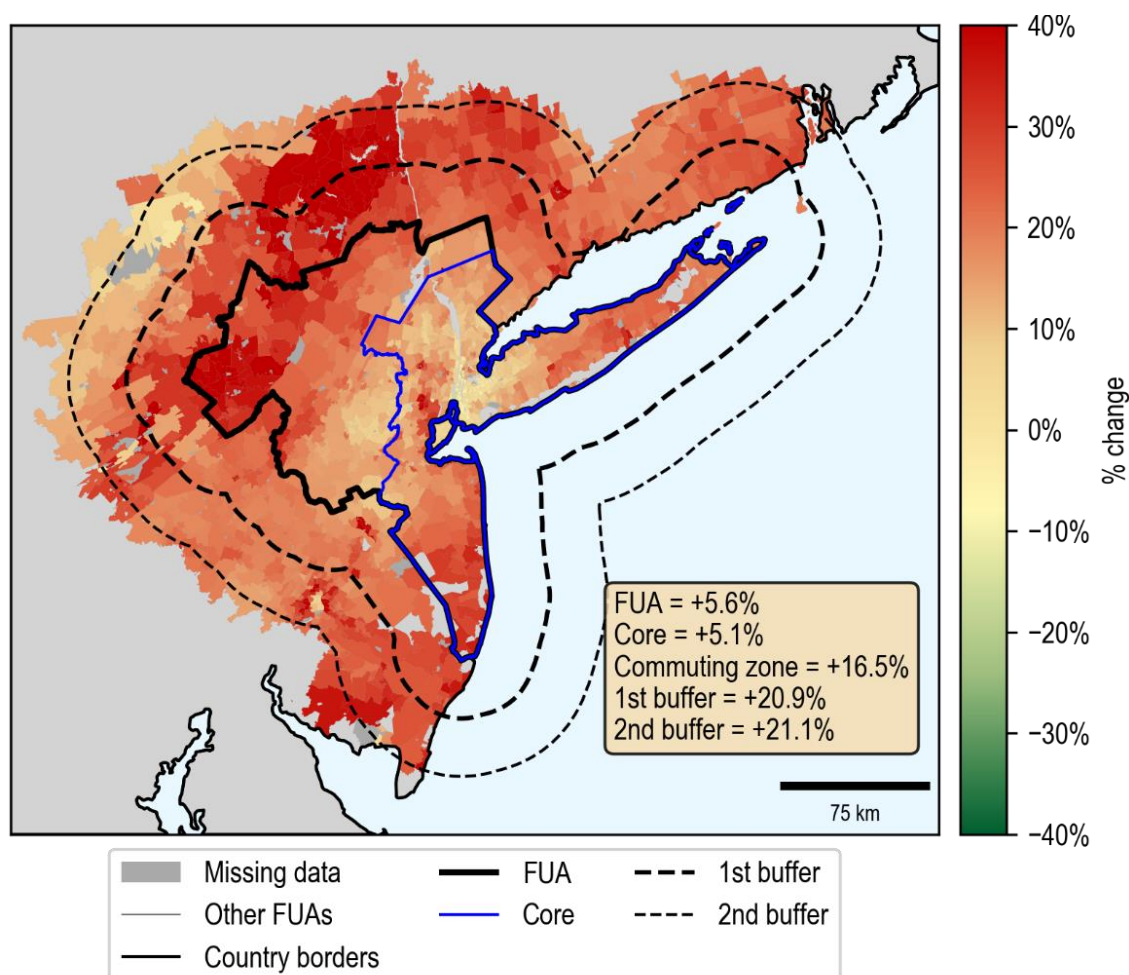 40%
30%
20%
10%
0%
−10%
−20%
−30%
−40%
% change
FUA = +5.6%
Core = +5.1%
Commuting zone = +16.5%
1st buffer = +20.9%
2nd buffer = +21.1%
75 km
Missing data
FUA
1st buffer
Other FUAs
Core
2nd buffer
Country borders